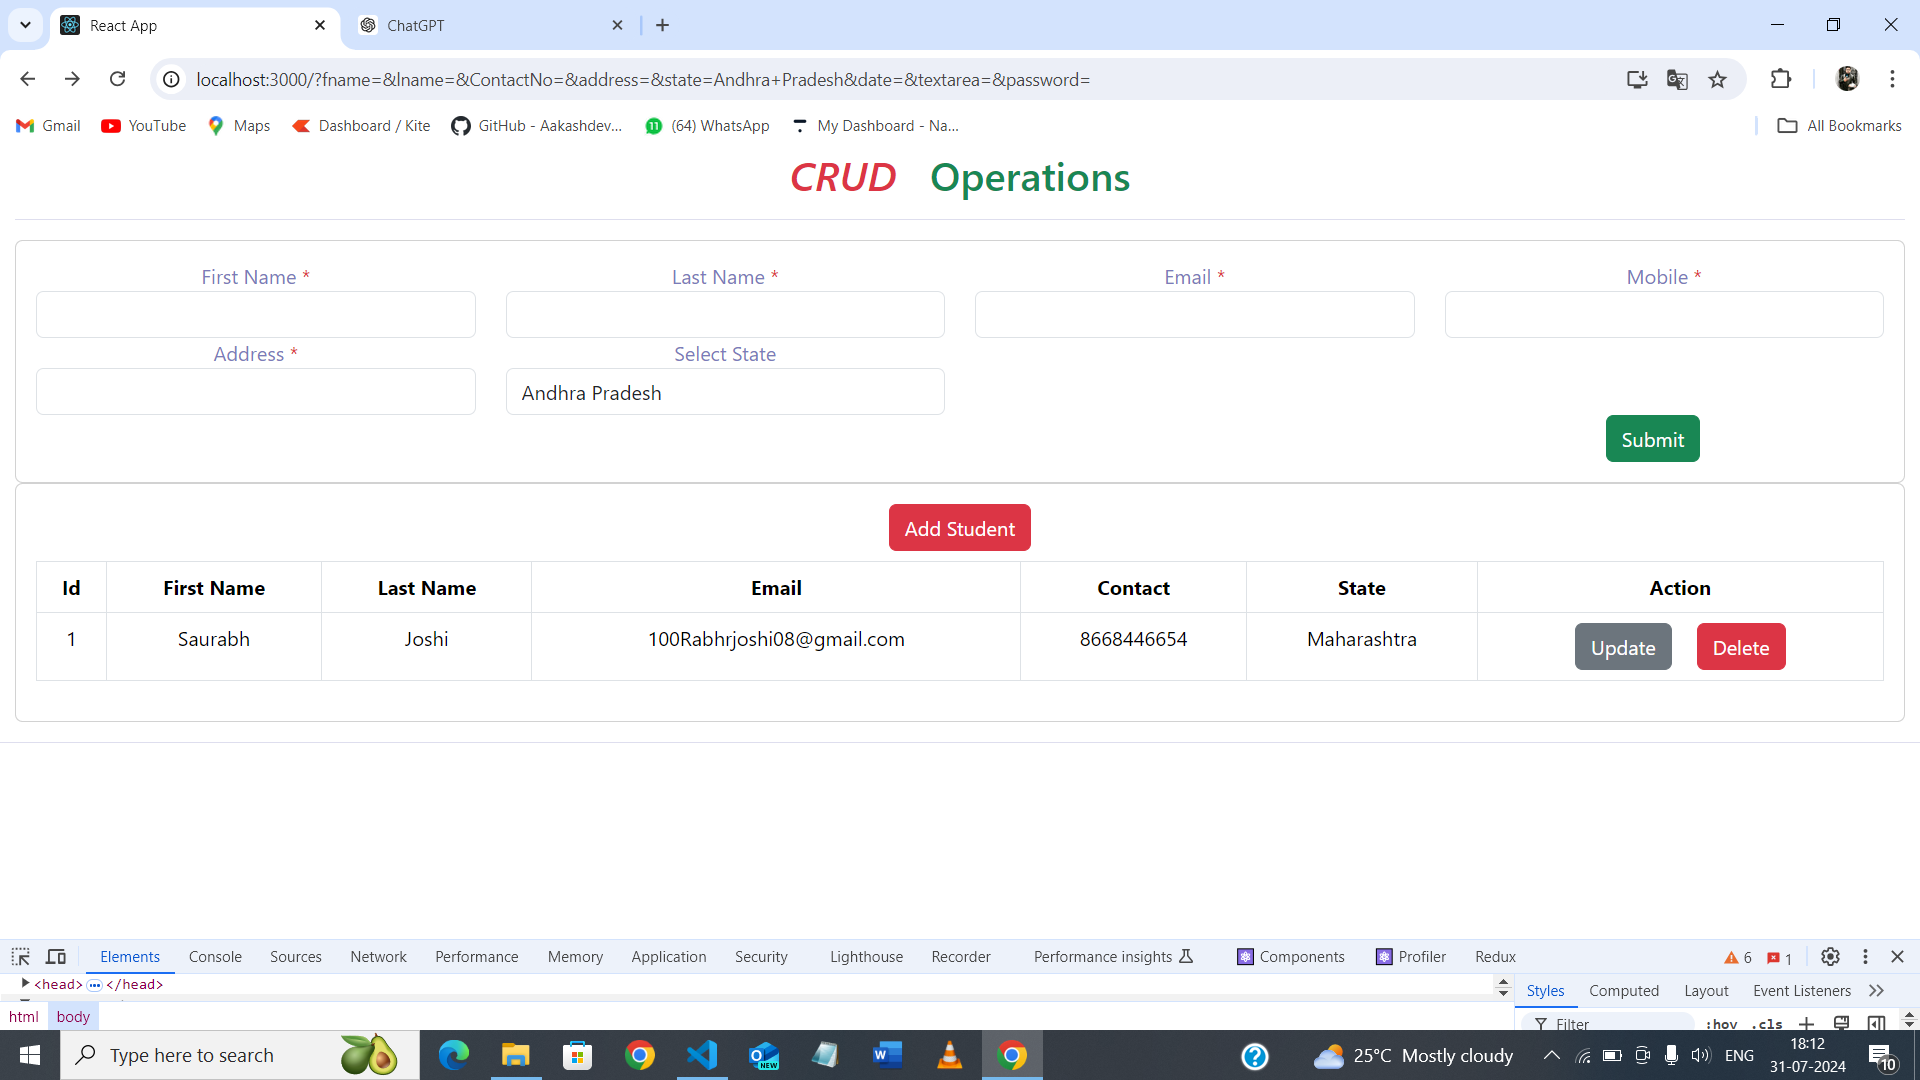 React App
ChatGPT
localhost:3000/?fname=&lname=&ContactNo=&address=&state=Andhra+Pradesh&date=&textarea=&password=
Gmail YouTube Maps Dashboard / Kite GitHub - Aakashdev... (64) WhatsApp My Dashboard - Na... All Bookmarks
CRUD Operations
First Name * Last Name * Email * Mobile *
Address * Select State
Andhra Pradesh
Submit
Add Student
Id First Name Last Name Email Contact State Action
1 Saurabh Joshi 100Rabhrjoshi08@gmail.com 8668446654 Maharashtra Update Delete
Elements Console Sources Network Performance Memory Application Security Lighthouse Recorder Performance insights Components Profiler Redux 6 1
<head> ... </head>
Styles Computed Layout Event Listeners
html body
Filter :hov .cls
Type here to search
NEW
25°C Mostly cloudy
ENG
18:12
31-07-2024
10